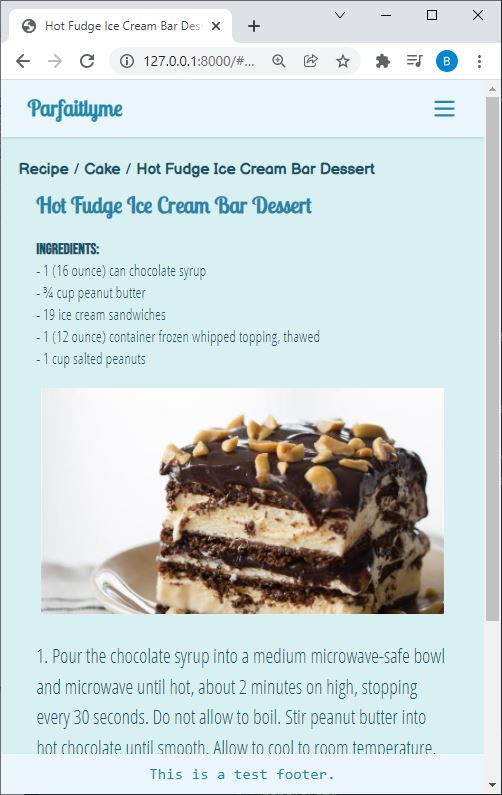 Hot Fudge Ice Cream Bar Des
127.0.0.1:8000/#...
B
Parfaitlyme
Recipe / Cake / Hot Fudge Ice Cream Bar Dessert
Hot Fudge Ice Cream Bar Dessert
INGREDIENTS:
- 1 (16 ounce) can chocolate syrup
- ¾ cup peanut butter
- 19 ice cream sandwiches
- 1 (12 ounce) container frozen whipped topping, thawed
- 1 cup salted peanuts
1. Pour the chocolate syrup into a medium microwave-safe bowl
and microwave until hot, about 2 minutes on high, stopping
every 30 seconds. Do not allow to boil. Stir peanut butter into
hot chocolate until smooth. Allow to cool to room temperature.
This is a test footer.